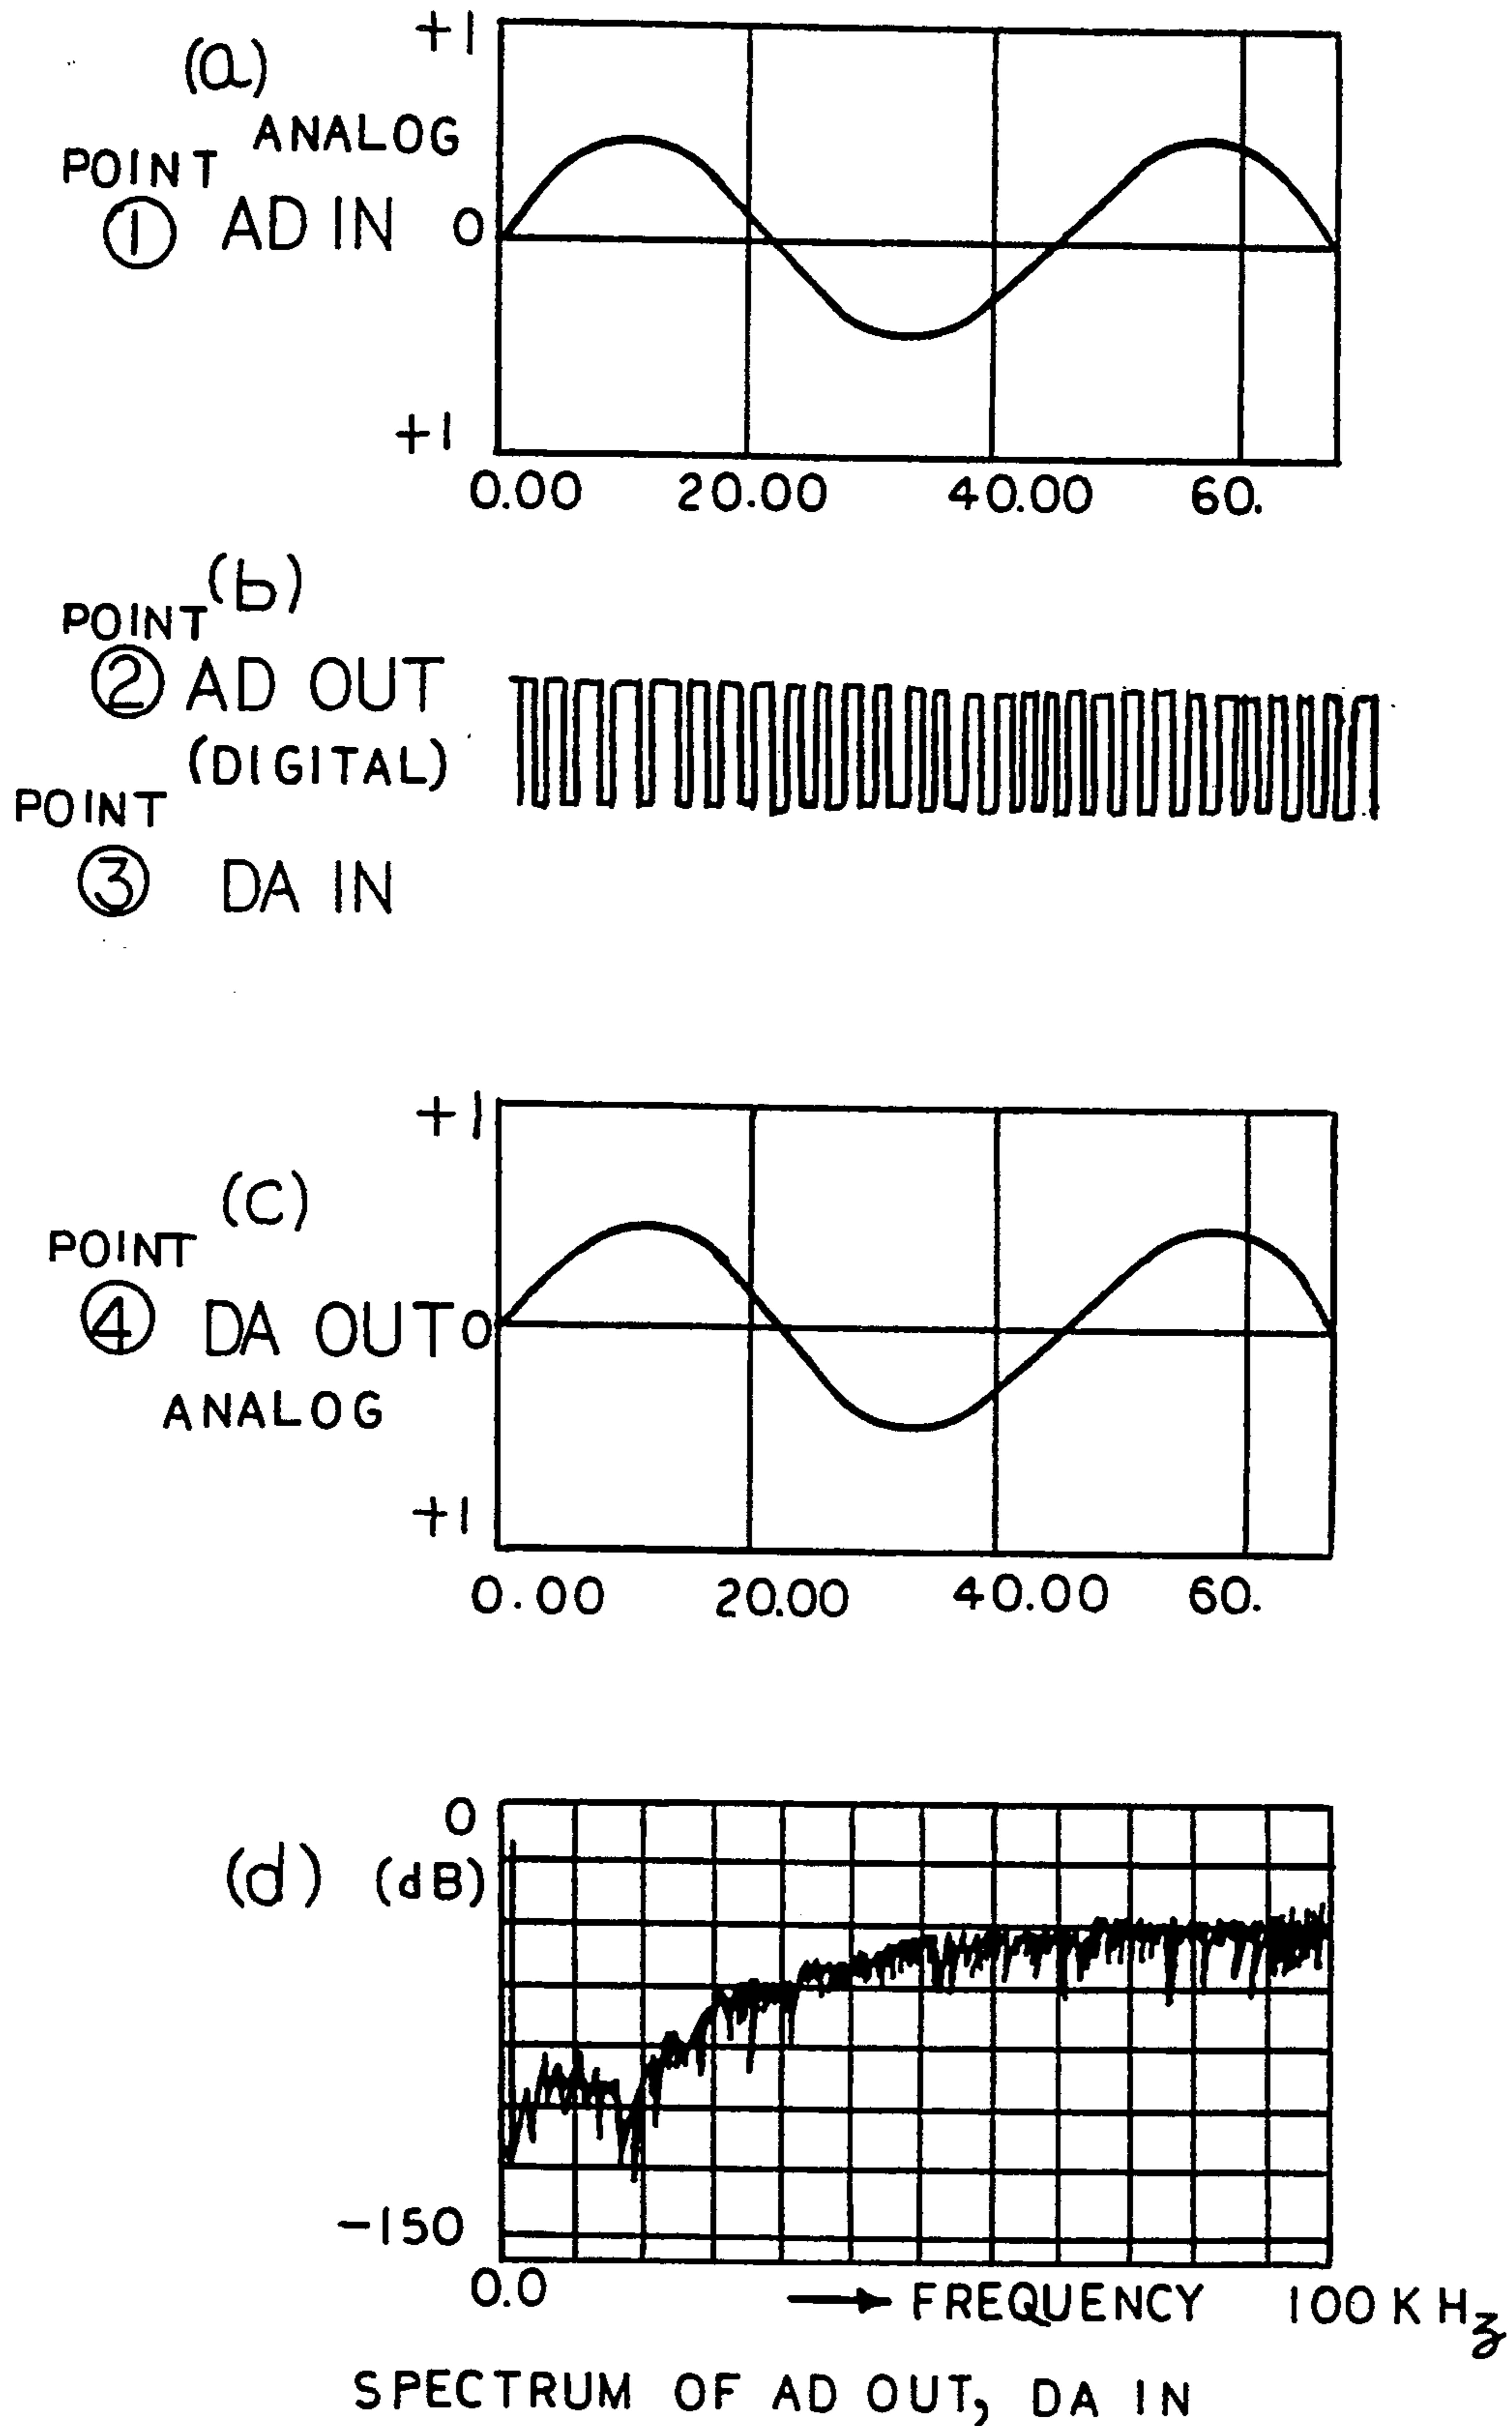 (a)
+1
ANALOG
POINT
① AD IN
0
+1
0.00 20.00 40.00 60.
(b)
POINT
② AD OUT
(DIGITAL)
POINT
③ DA IN
+1
(c)
POINT
④ DA OUT 0
ANALOG
+1
0.00 20.00 40.00 60.
0
(d) (dB)
-150
0.0 → FREQUENCY 100 KHz
SPECTRUM OF AD OUT, DA IN